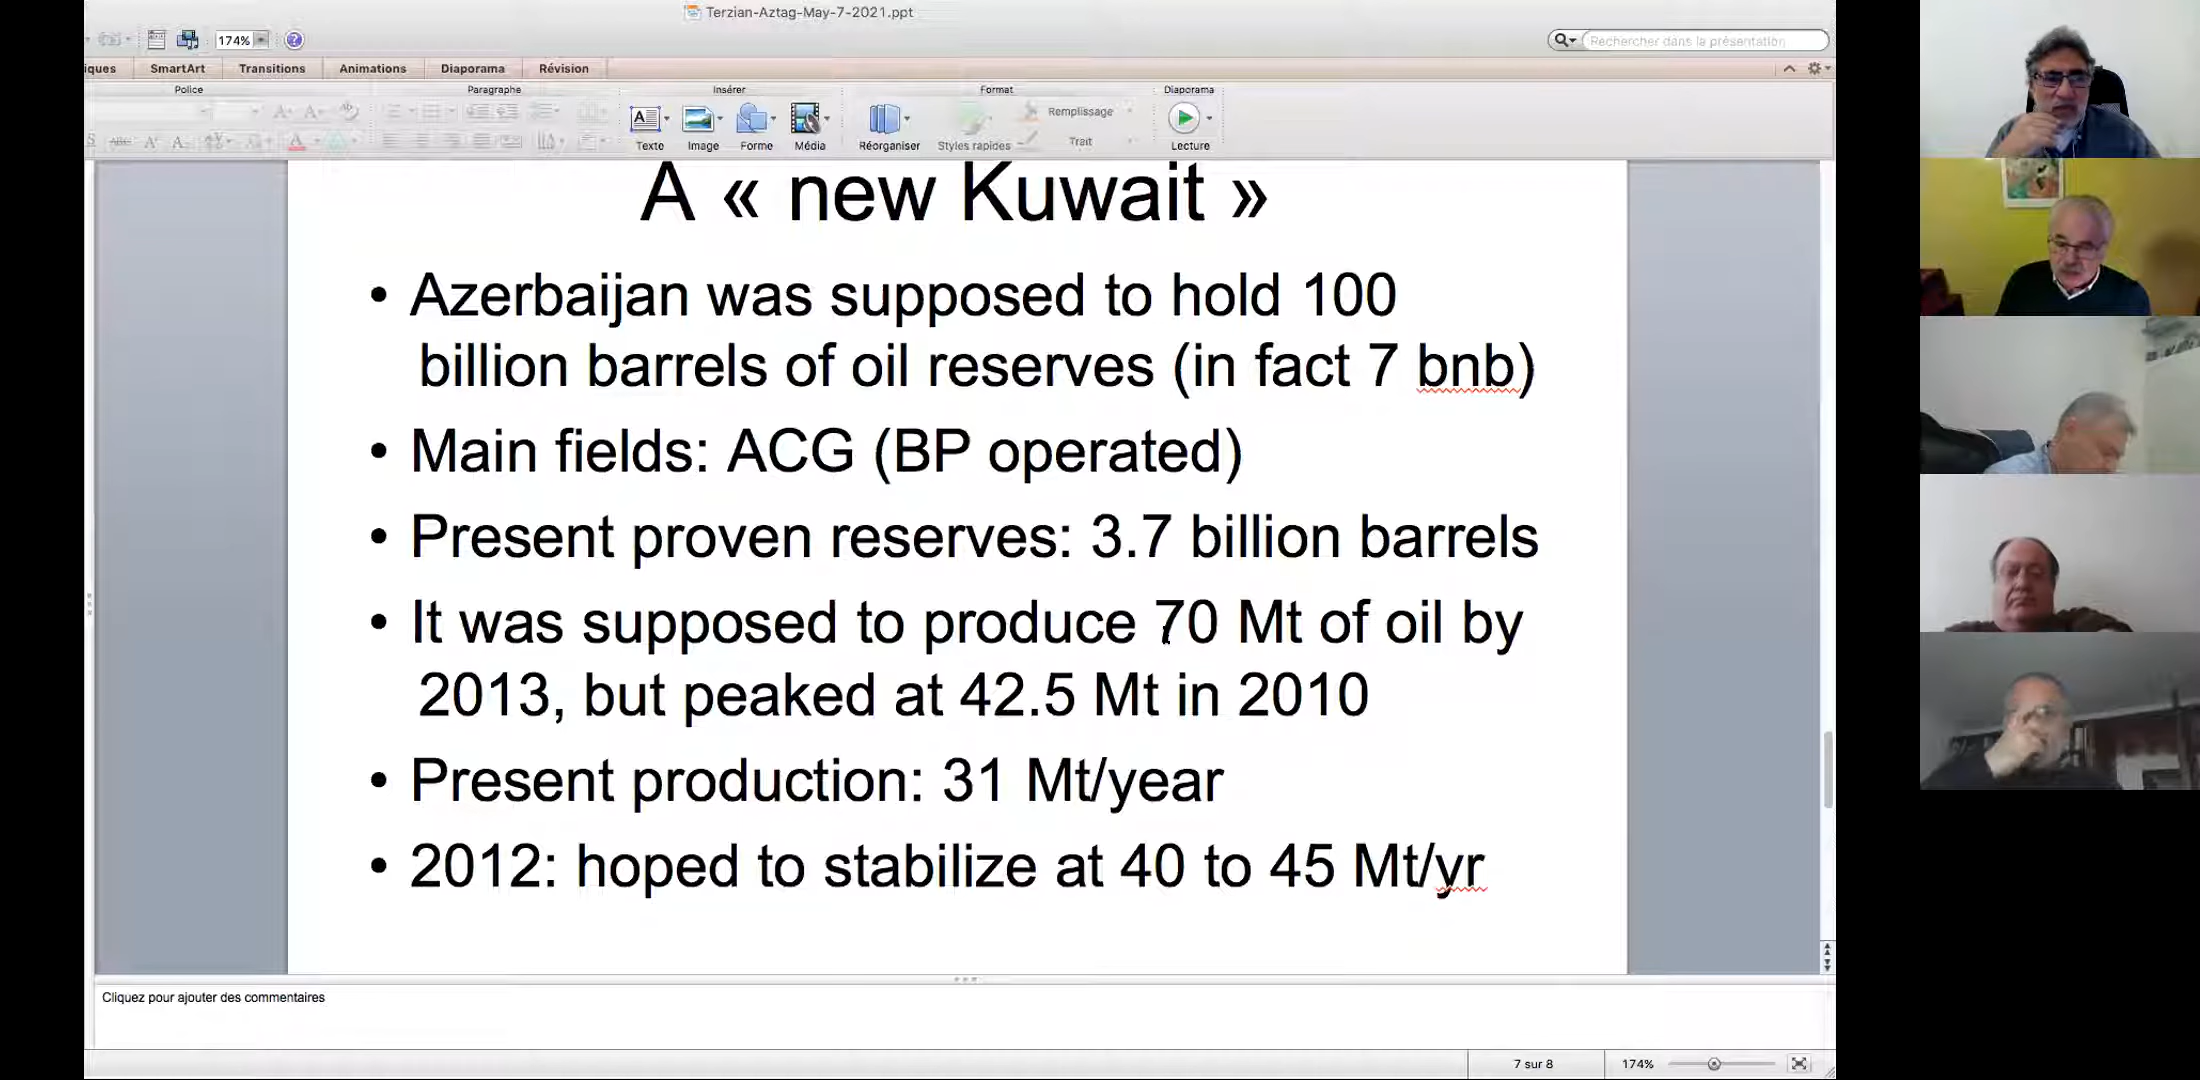 Terzian-Aztag-May-7-2021.ppt
174%
Rechercher dans la présentation
iques SmartArt Transitions Animations Diaporama Révision
Police Paragraphe Insérer Format Diaporama
Remplissage
Trait
Texte Image Forme Média Réorganiser Styles rapides Lecture
A « new Kuwait »
• Azerbaijan was supposed to hold 100
billion barrels of oil reserves (in fact 7 bnb)
• Main fields: ACG (BP operated)
• Present proven reserves: 3.7 billion barrels
• It was supposed to produce 70 Mt of oil by
2013, but peaked at 42.5 Mt in 2010
• Present production: 31 Mt/year
• 2012: hoped to stabilize at 40 to 45 Mt/yr
Cliquez pour ajouter des commentaires
7 sur 8 174%